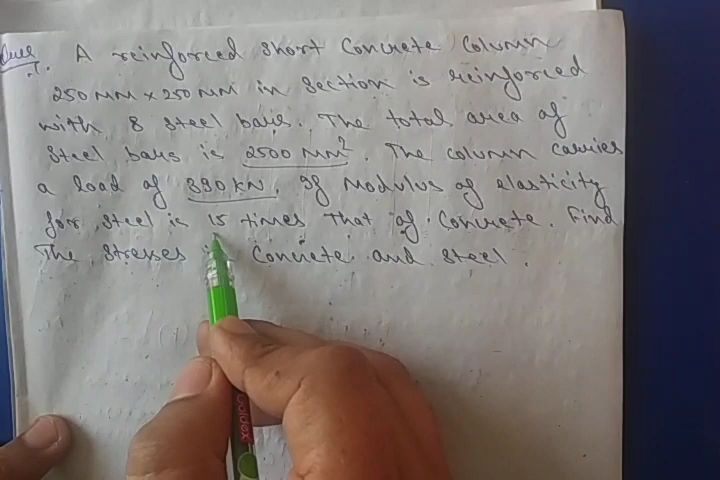 Ques 1. A reinforced short concrete column
250 mm × 250 mm in section is reinforced
with 8 steel bars. The total area of
steel bars is 2500 mm². The column carries
a load of 390 kN. If modulus of elasticity
for steel is 15 times that of concrete. Find
The stresses in concrete and steel.